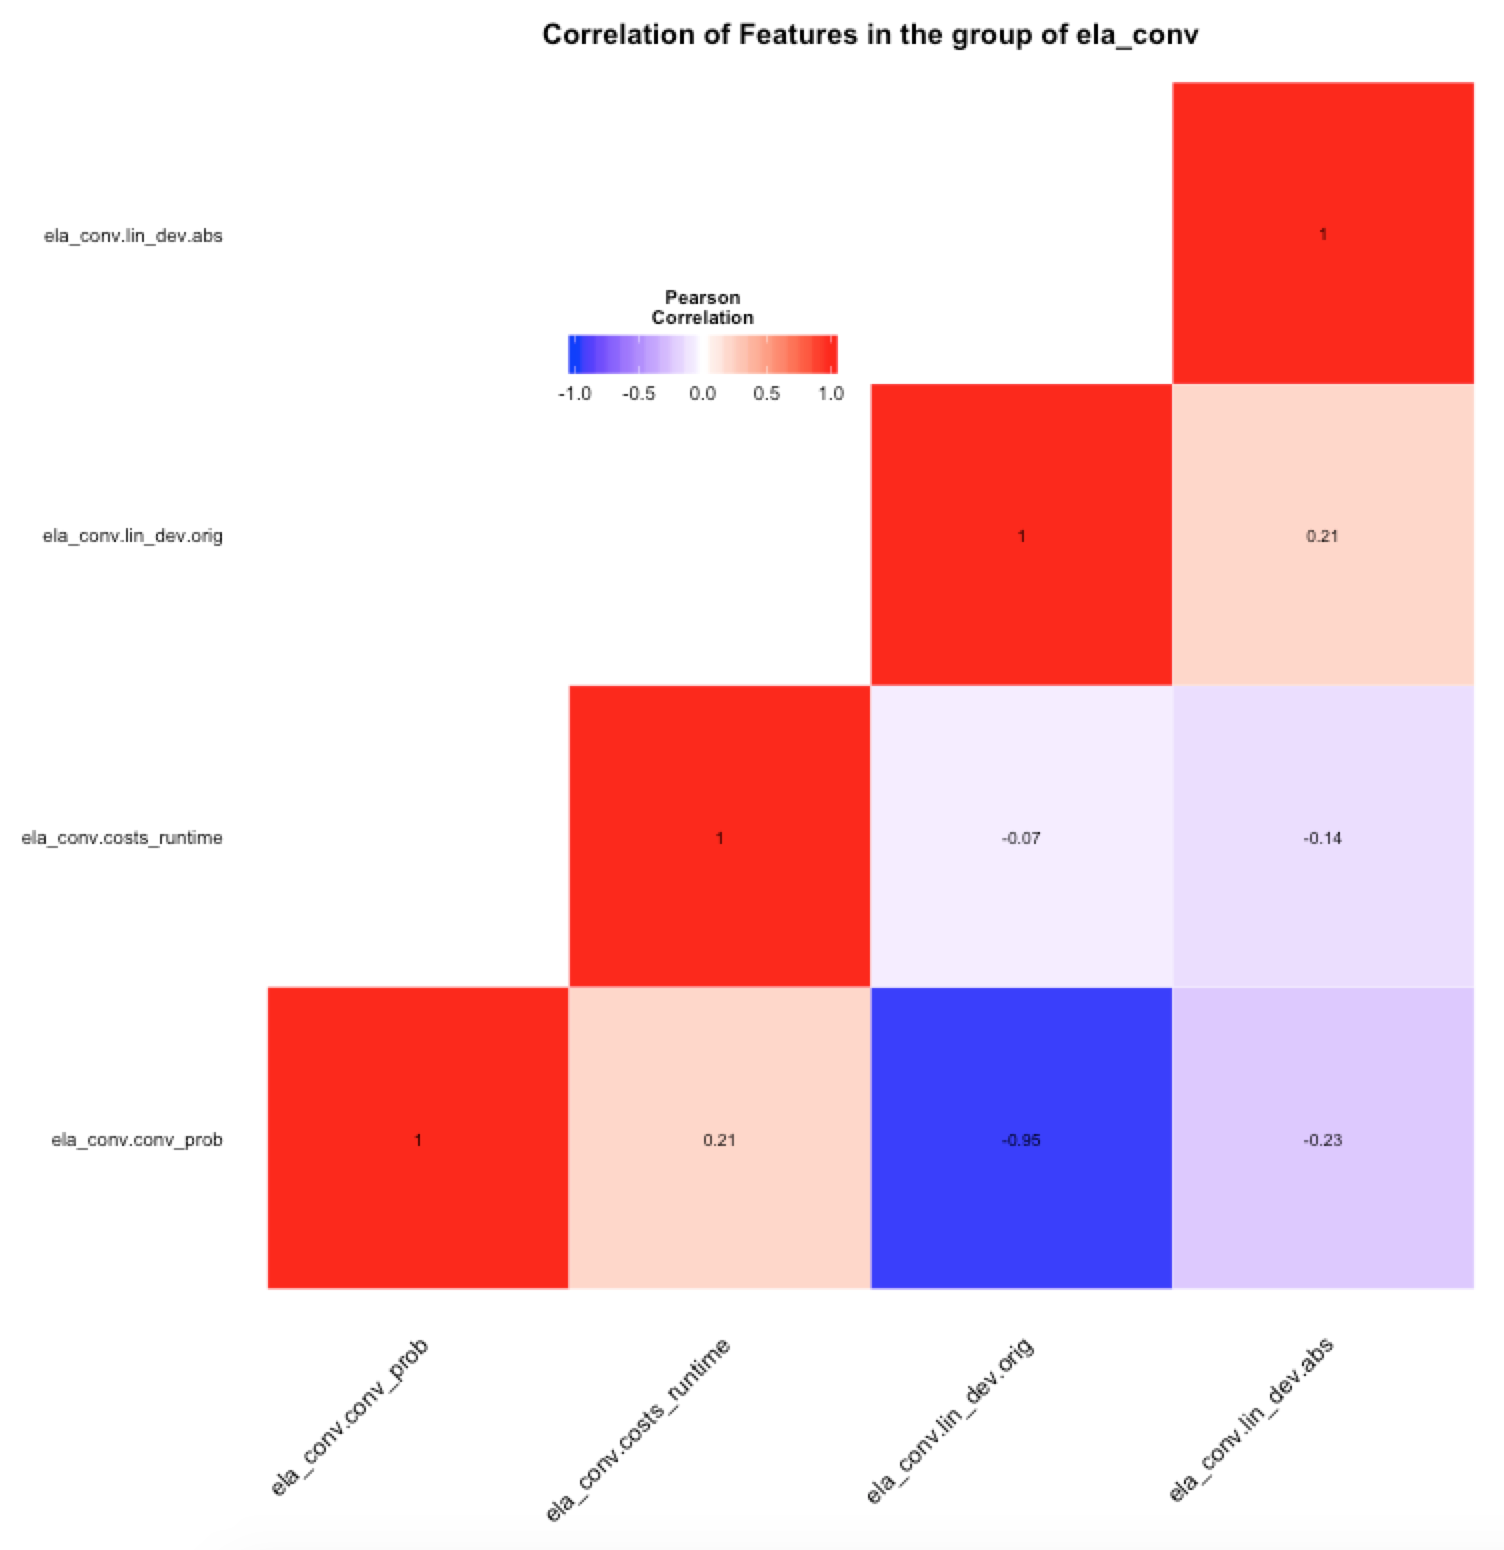 Correlation of Features in the group of ela_conv
ela_conv.lin_dev.abs
1
Pearson
Correlation
-1.0 -0.5 0.0 0.5 1.0
ela_conv.lin_dev.orig
1 0.21
ela_conv.costs_runtime
1 -0.07 -0.14
ela_conv.conv_prob
1 0.21 -0.95 -0.23
ela_conv.conv_prob
ela_conv.costs_runtime
ela_conv.lin_dev.orig
ela_conv.lin_dev.abs